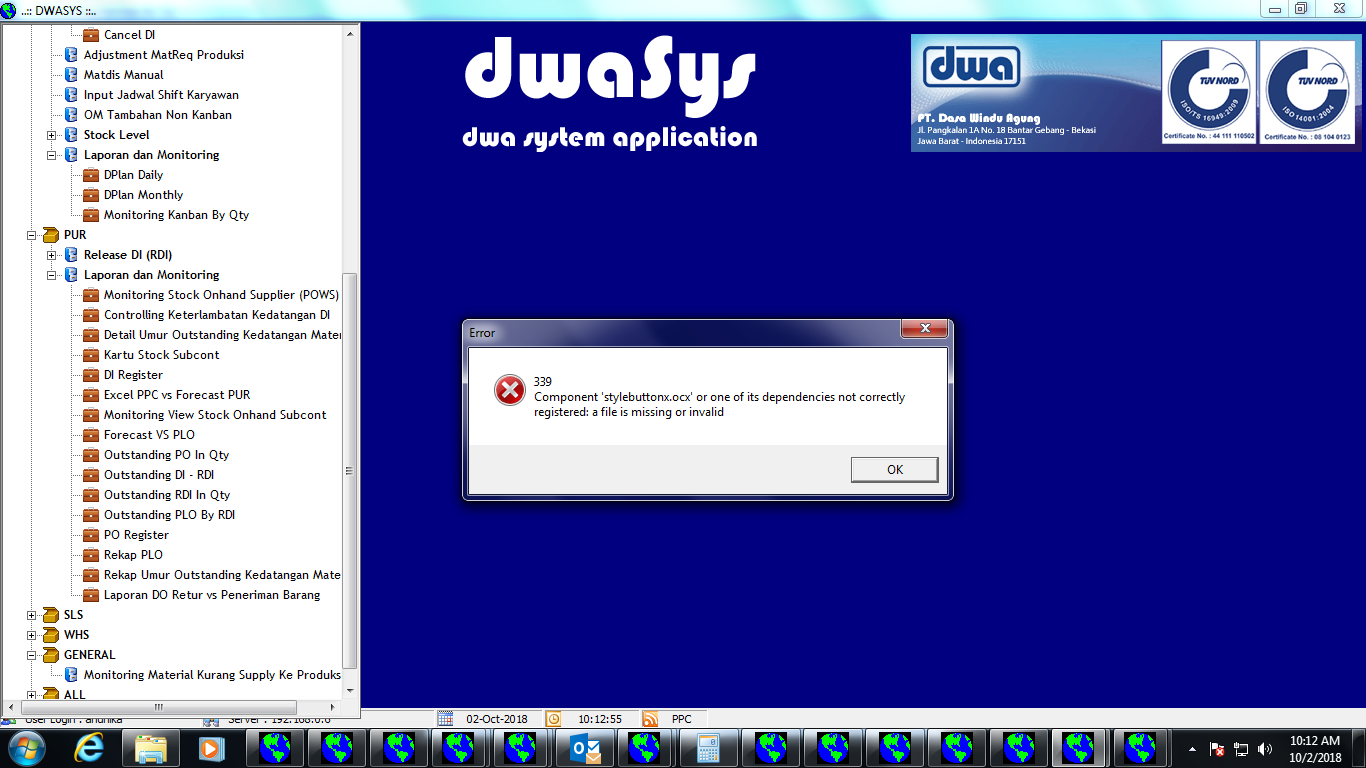 ..:: DWASYS ::..
Cancel DI
Adjustment MatReq Produksi
Matdis Manual
Input Jadwal Shift Karyawan
OM Tambahan Non Kanban
Stock Level
Laporan dan Monitoring
DPlan Daily
DPlan Monthly
Monitoring Kanban By Qty
PUR
Release DI (RDI)
Laporan dan Monitoring
Monitoring Stock Onhand Supplier (POWS)
Controlling Keterlambatan Kedatangan DI
Detail Umur Outstanding Kedatangan Mater
Kartu Stock Subcont
DI Register
Excel PPC vs Forecast PUR
Monitoring View Stock Onhand Subcont
Forecast VS PLO
Outstanding PO In Qty
Outstanding DI - RDI
Outstanding RDI In Qty
Outstanding PLO By RDI
PO Register
Rekap PLO
Rekap Umur Outstanding Kedatangan Mate
Laporan DO Retur vs Peneriman Barang
SLS
WHS
GENERAL
Monitoring Material Kurang Supply Ke Produks
ALL
dwaSys
dwa system application
dwa
PT. Dasa Windu Agung
Jl. Pangkalan 1A No. 18 Bantar Gebang - Bekasi
Jawa Barat - Indonesia 17151
TUV NORD
ISO/TS 16949:2009
Certificate No. : 44 111 110502
TUV NORD
ISO 14001:2004
Certificate No. : 08 104 0123
Error
339
Component 'stylebuttonx.ocx' or one of its dependencies not correctly
registered: a file is missing or invalid
OK
User Login : andhika
Server : 192.168.0.6
02-Oct-2018
10:12:55
PPC
10:12 AM
10/2/2018